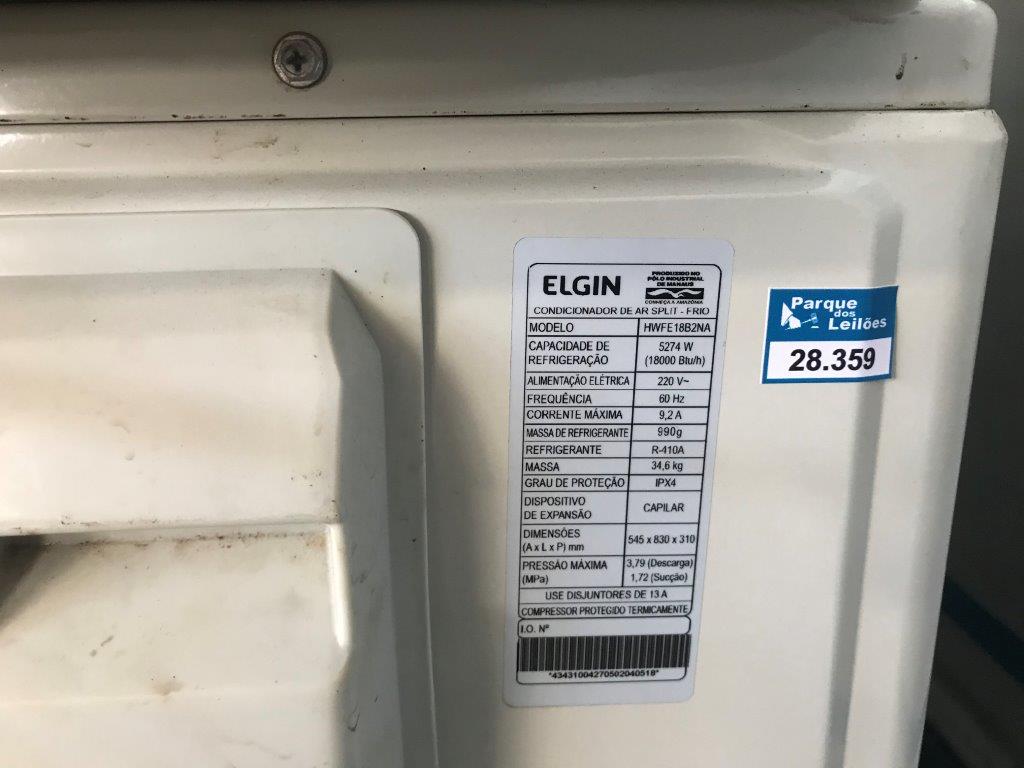 ELGIN
PRODUZIDO NO
PÓLO INDUSTRIAL
DE MANAUS
CONHEÇA A AMAZÔNIA
CONDICIONADOR DE AR SPLIT - FRIO
MODELO HWFE18B2NA
CAPACIDADE DE REFRIGERAÇÃO 5274 W (18000 Btu/h)
ALIMENTAÇÃO ELÉTRICA 220 V~
FREQUÊNCIA 60 Hz
CORRENTE MÁXIMA 9,2 A
MASSA DE REFRIGERANTE 990g
REFRIGERANTE R-410A
MASSA 34,6 kg
GRAU DE PROTEÇÃO IPX4
DISPOSITIVO DE EXPANSÃO CAPILAR
DIMENSÕES (A x L x P) mm 545 x 830 x 310
PRESSÃO MÁXIMA (MPa) 3,79 (Descarga) 1,72 (Sucção)
USE DISJUNTORES DE 13 A
COMPRESSOR PROTEGIDO TERMICAMENTE
I.O. Nº
*43431004270502040518*
Parque
dos
Leilões
28.359